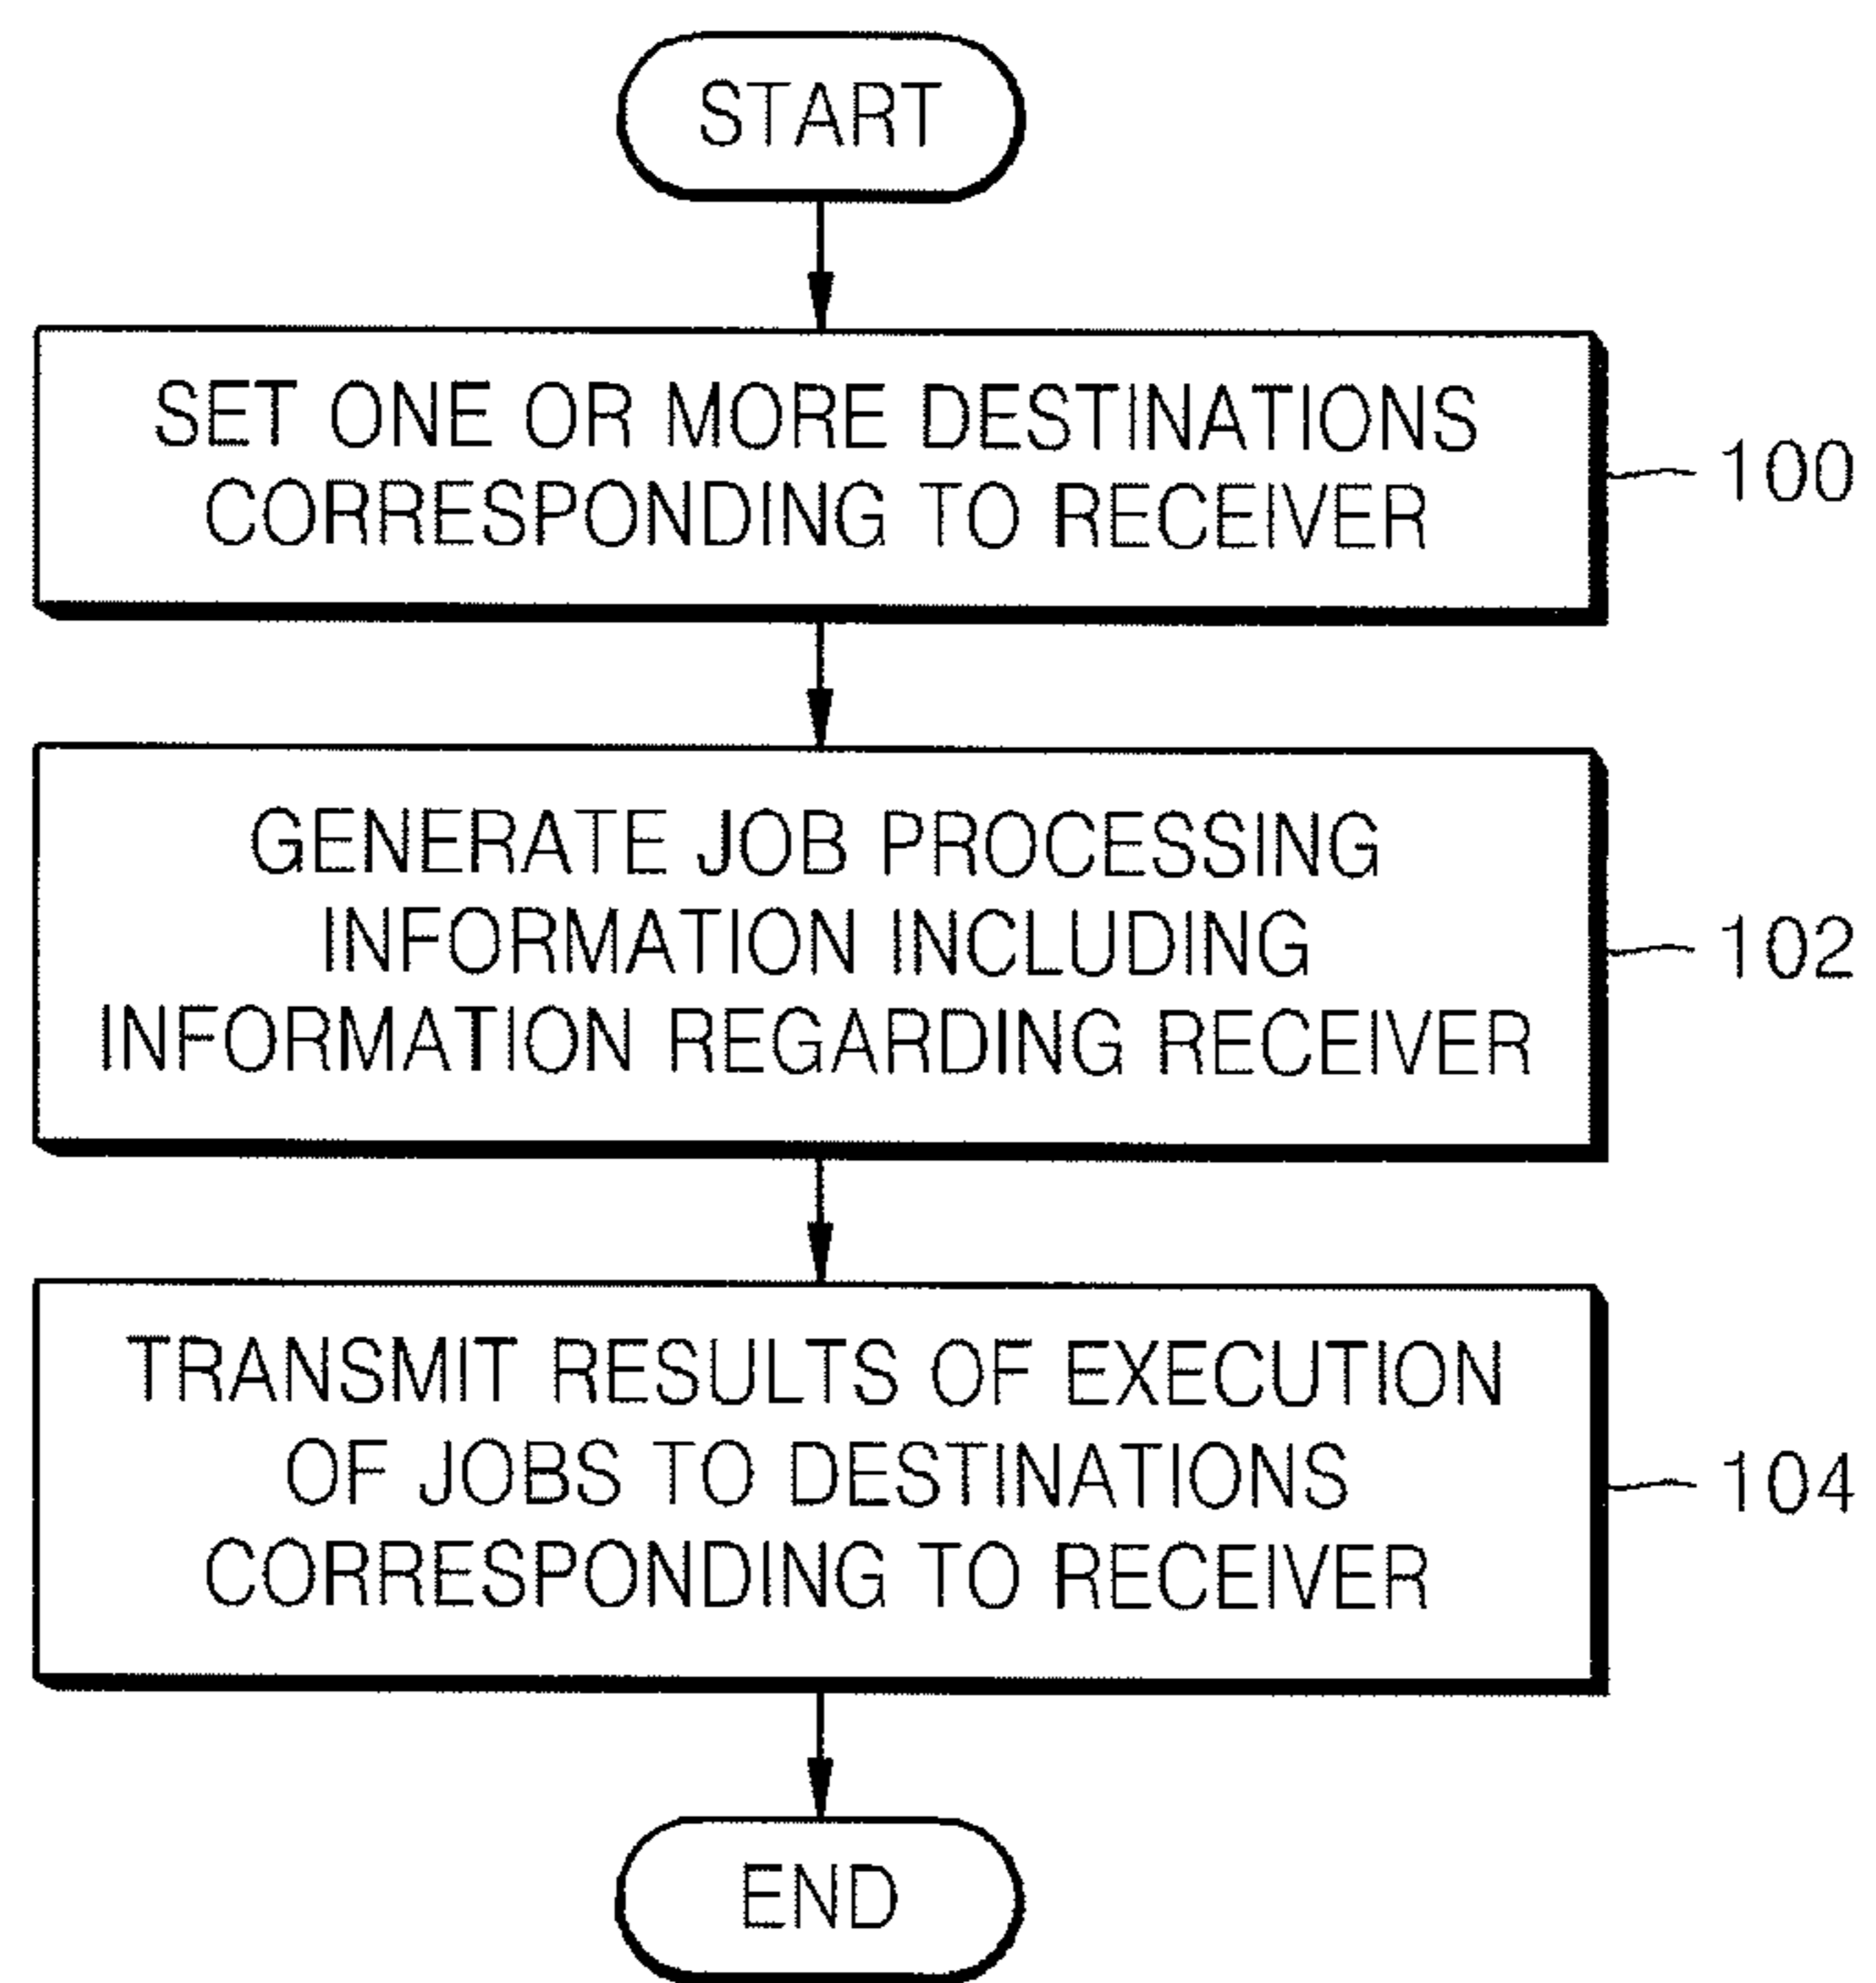 START
SET ONE OR MORE DESTINATIONS
CORRESPONDING TO RECEIVER
100
GENERATE JOB PROCESSING
INFORMATION INCLUDING
INFORMATION REGARDING RECEIVER
102
TRANSMIT RESULTS OF EXECUTION
OF JOBS TO DESTINATIONS
CORRESPONDING TO RECEIVER
104
END